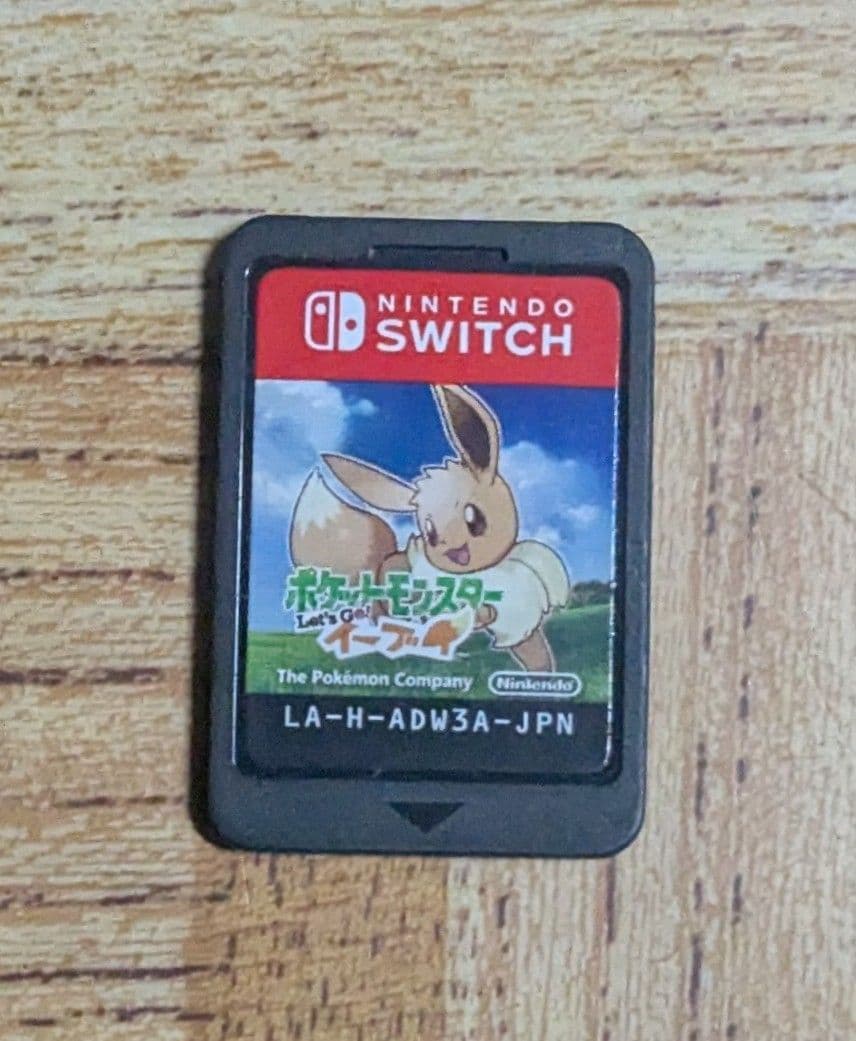 NINTENDO
SWITCH
ポケットモンスター
Let's Go!
イーブイ
The Pokémon Company
Nintendo
LA-H-ADW3A-JPN